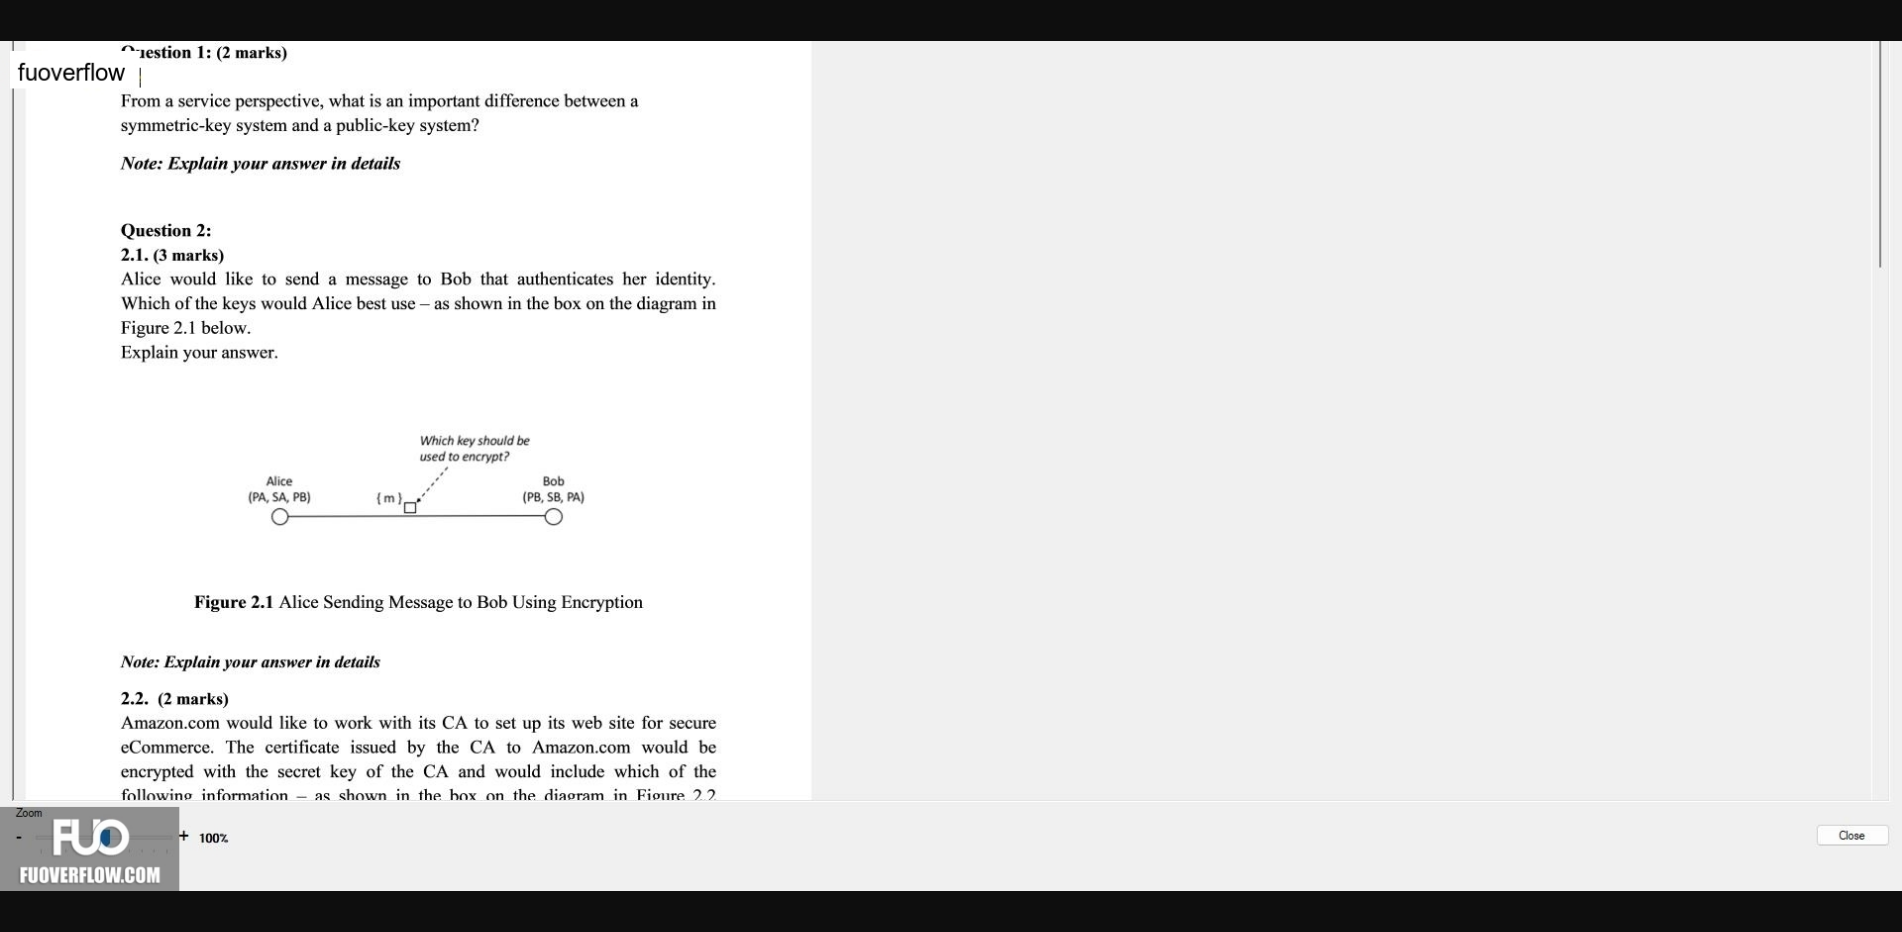 Question 1: (2 marks)
fuoverflow
From a service perspective, what is an important difference between a
symmetric-key system and a public-key system?
Note: Explain your answer in details
Question 2:
2.1. (3 marks)
Alice would like to send a message to Bob that authenticates her identity.
Which of the keys would Alice best use – as shown in the box on the diagram in
Figure 2.1 below.
Explain your answer.
Which key should be
used to encrypt?
Alice
(PA, SA, PB)
{m}
Bob
(PB, SB, PA)
Figure 2.1 Alice Sending Message to Bob Using Encryption
Note: Explain your answer in details
2.2. (2 marks)
Amazon.com would like to work with its CA to set up its web site for secure
eCommerce. The certificate issued by the CA to Amazon.com would be
encrypted with the secret key of the CA and would include which of the
following information – as shown in the box on the diagram in Figure 2.2
Zoom
- + 100%
FUO
FUOVERFLOW.COM
Close